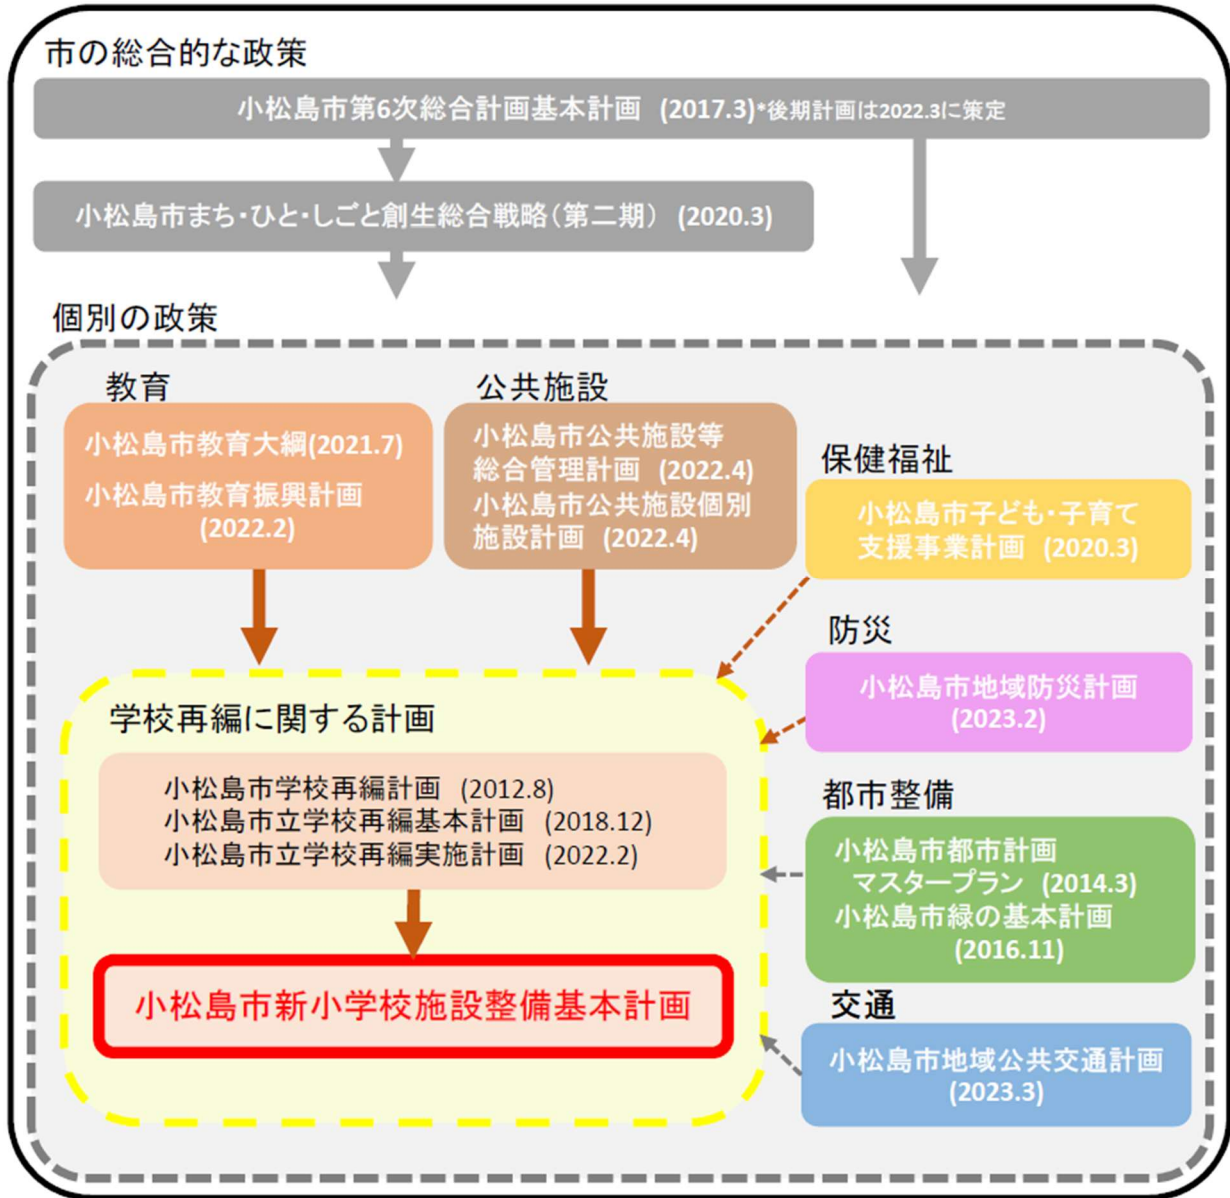 市の総合的な政策
小松島市第6次総合計画基本計画 (2017.3)*後期計画は2022.3に策定
小松島市まち・ひと・しごと創生総合戦略(第二期) (2020.3)
個別の政策
教育
小松島市教育大綱(2021.7)
小松島市教育振興計画
(2022.2)
公共施設
小松島市公共施設等
総合管理計画 (2022.4)
小松島市公共施設個別
施設計画 (2022.4)
保健福祉
小松島市子ども・子育て
支援事業計画 (2020.3)
防災
小松島市地域防災計画
(2023.2)
都市整備
小松島市都市計画
マスタープラン (2014.3)
小松島市緑の基本計画
(2016.11)
交通
小松島市地域公共交通計画
(2023.3)
学校再編に関する計画
小松島市学校再編計画 (2012.8)
小松島市立学校再編基本計画 (2018.12)
小松島市立学校再編実施計画 (2022.2)
小松島市新小学校施設整備基本計画